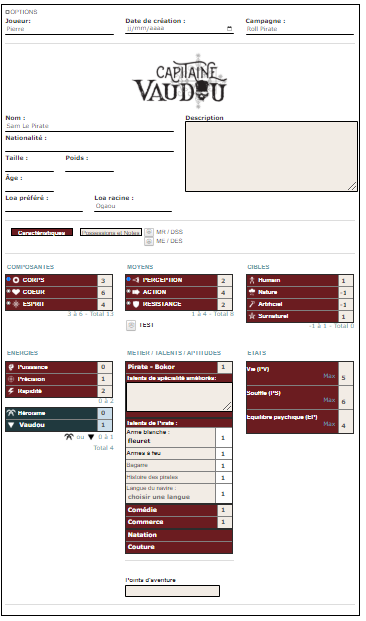 OPTIONS
Joueur: Date de création : Campagne :
Pierre jj/mm/aaaa Roll Pirate
CAPITAINE
VAUDOU
Nom : Description
Sam Le Pirate
Nationalité :
Taille : Poids :
Âge :
Loa préféré : Loa racine :
Ogaou
Caractéristiques Possessions et Notes MR / DSS
ME / DES
COMPOSANTES MOYENS CIBLES
CORPS 3 PERCEPTION 2 Humain 1
COEUR 6 ACTION 4 Nature -1
ESPRIT 4 RESISTANCE 2 Artificiel -1
3 à 6 - Total 13 1 à 4 - Total 8 Surnaturel 1
-1 à 1 - Total 0
TEST
ENERGIES METIER / TALENTS / APTITUDES ETATS
Puissance 0 Pirate - Bokor 1 Vie (PV)
Précision 1 Talents de spécialité améliorés: Max 5
Rapidité 2 Souffle (PS)
0 à 2 Max 6
Héroïsme 0 Equilibre psychique (EP)
Vaudou 1 Max 4
ou 0 à 1
Total 4
Talents de Pirate :
Arme blanche :
fleuret 1
Armes à feu 1
Bagarre 1
Histoire des pirates 1
Langue du navire :
choisir une langue 1
Comédie 1
Commerce 1
Natation
Couture
Points d'aventure